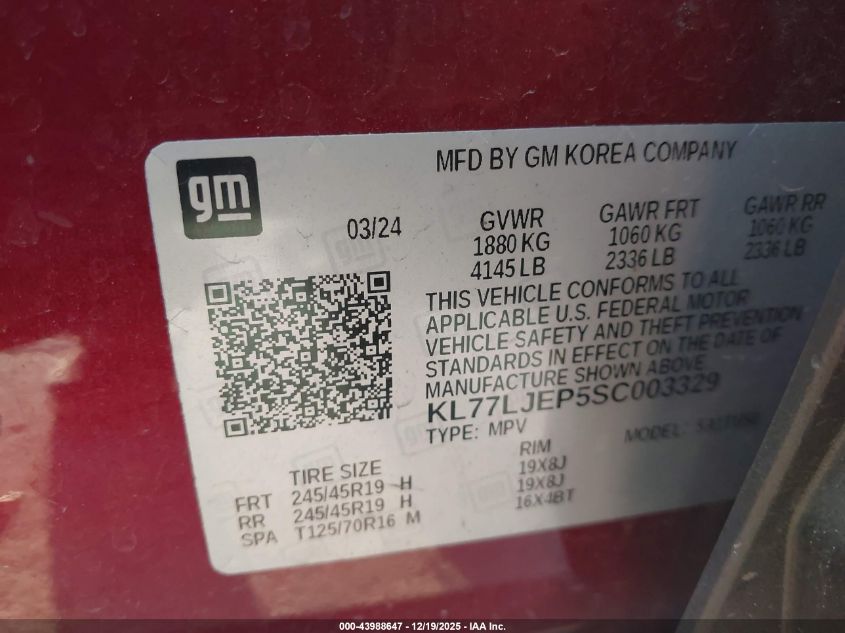 MFD BY GM KOREA COMPANY
gm
03/24
GVWR GAWR FRT GAWR RR
1880 KG 1060 KG 1060 KG
4145 LB 2336 LB 2336 LB
THIS VEHICLE CONFORMS TO ALL
APPLICABLE U.S. FEDERAL MOTOR
VEHICLE SAFETY AND THEFT PREVENTION
STANDARDS IN EFFECT ON THE DATE OF
MANUFACTURE SHOWN ABOVE.
KL77LJEP5SC003329
TYPE: MPV MODEL:
TIRE SIZE RIM
FRT 245/45R19 H 19X8J
RR 245/45R19 H 19X8J
SPA T125/70R16 M 16X4BT
000-43988647 - 12/19/2025 - IAA Inc.